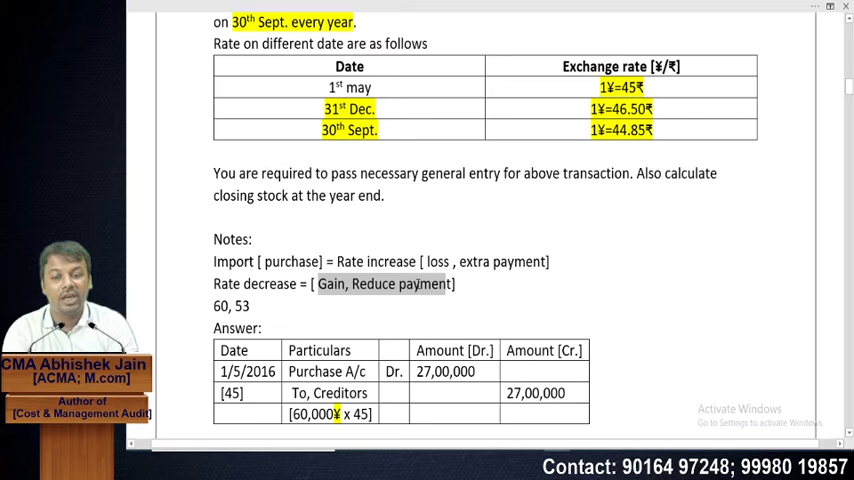 on 30th Sept. every year.
Rate on different date are as follows
Date Exchange rate [¥/₹]
1st may 1¥=45₹
31st Dec. 1¥=46.50₹
30th Sept. 1¥=44.85₹
You are required to pass necessary general entry for above transaction. Also calculate
closing stock at the year end.
Notes:
Import [ purchase] = Rate increase [ loss , extra payment]
Rate decrease = [ Gain, Reduce payment]
60, 53
Answer:
Date Particulars Amount [Dr.] Amount [Cr.]
1/5/2016 Purchase A/c Dr. 27,00,000
[45] To, Creditors 27,00,000
[60,000¥ x 45]
Activate Windows
Go to Settings to activate Windows.
CMA Abhishek Jain
[ACMA; M.com]
Author of
[Cost & Management Audit]
Contact: 90164 97248; 99980 19857